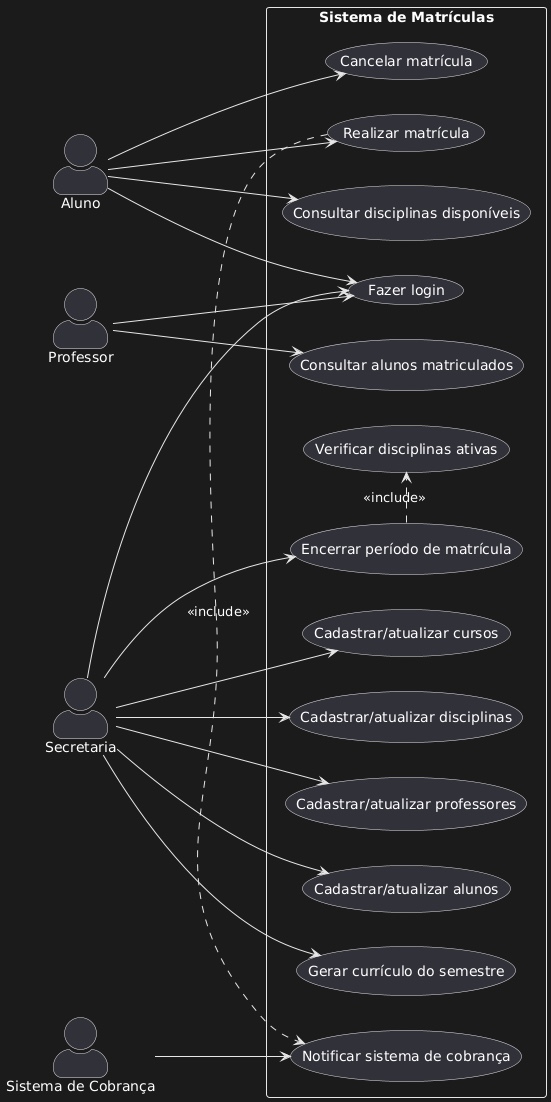 Sistema de Matrículas
Cancelar matrícula
Realizar matrícula
Aluno
Consultar disciplinas disponíveis
Fazer login
Professor
Consultar alunos matriculados
Verificar disciplinas ativas
«include»
Encerrar período de matrícula
«include»
Cadastrar/atualizar cursos
Cadastrar/atualizar disciplinas
Secretaria
Cadastrar/atualizar professores
Cadastrar/atualizar alunos
Gerar currículo do semestre
Notificar sistema de cobrança
Sistema de Cobrança